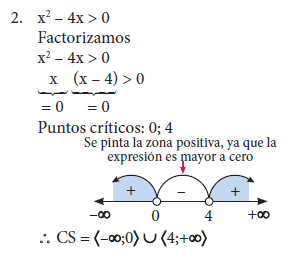 2. x² – 4x > 0
Factorizamos
x² – 4x > 0
x (x – 4) > 0
= 0 = 0
Puntos críticos: 0; 4
Se pinta la zona positiva, ya que la
expresión es mayor a cero
+ – +
–∞ 0 4 +∞
∴ CS = ⟨–∞;0⟩ ∪ ⟨4;+∞⟩